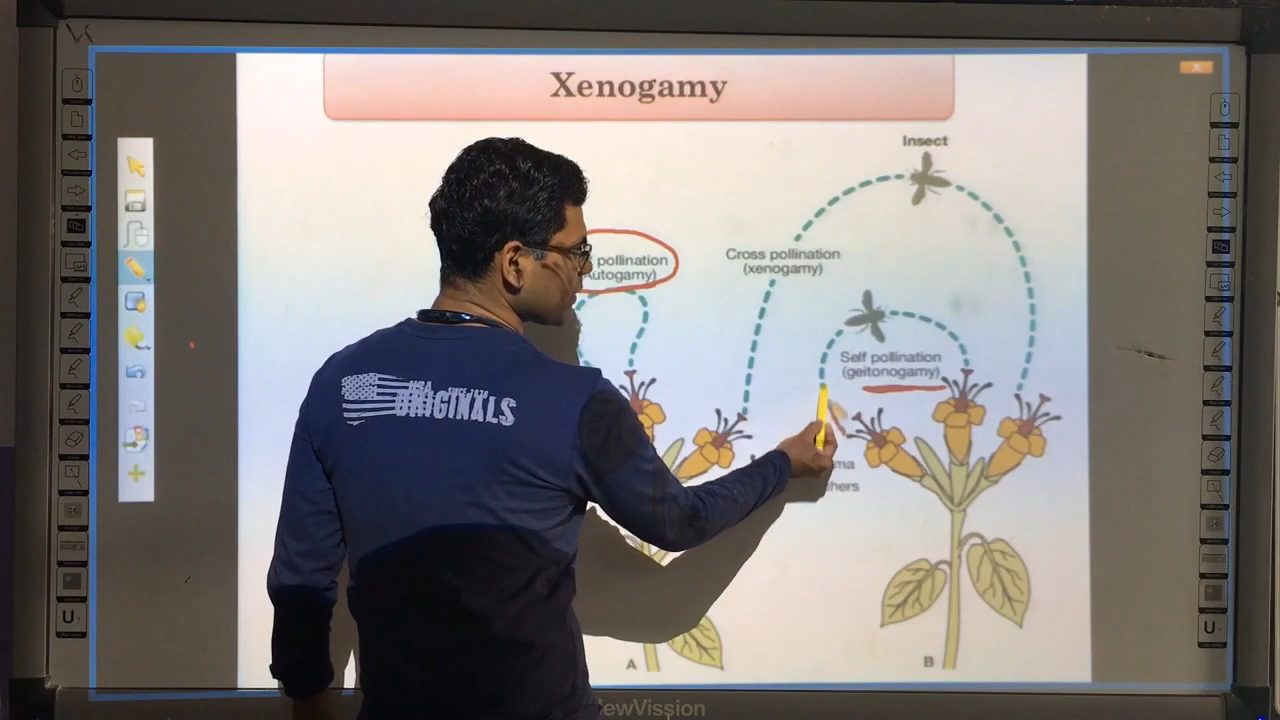 Xenogamy
Insect
pollination
Autogamy)
Cross pollination
(xenogamy)
Self pollination
(geitonogamy)
USA
SINCE
ORIGINALS
A
B
U
U
X